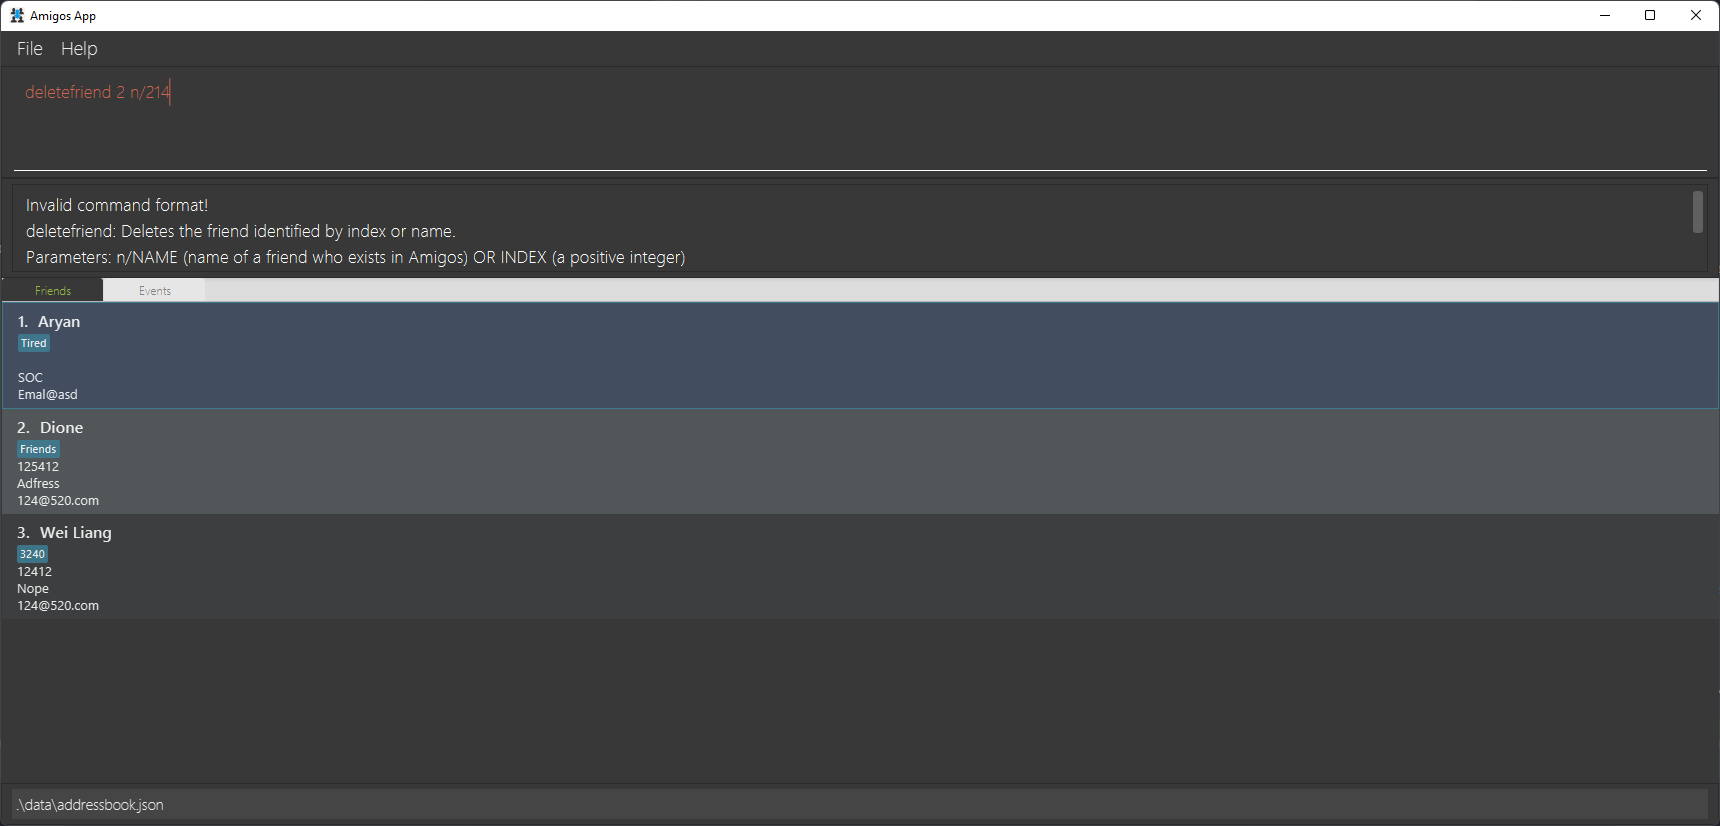 Amigos App
File Help
deletefriend 2 n/214
Invalid command format!
deletefriend: Deletes the friend identified by index or name.
Parameters: n/NAME (name of a friend who exists in Amigos) OR INDEX (a positive integer)
Friends Events
1. Aryan
Tired
SOC
Emal@asd
2. Dione
Friends
125412
Adfress
124@520.com
3. Wei Liang
3240
12412
Nope
124@520.com
.\data\addressbook.json